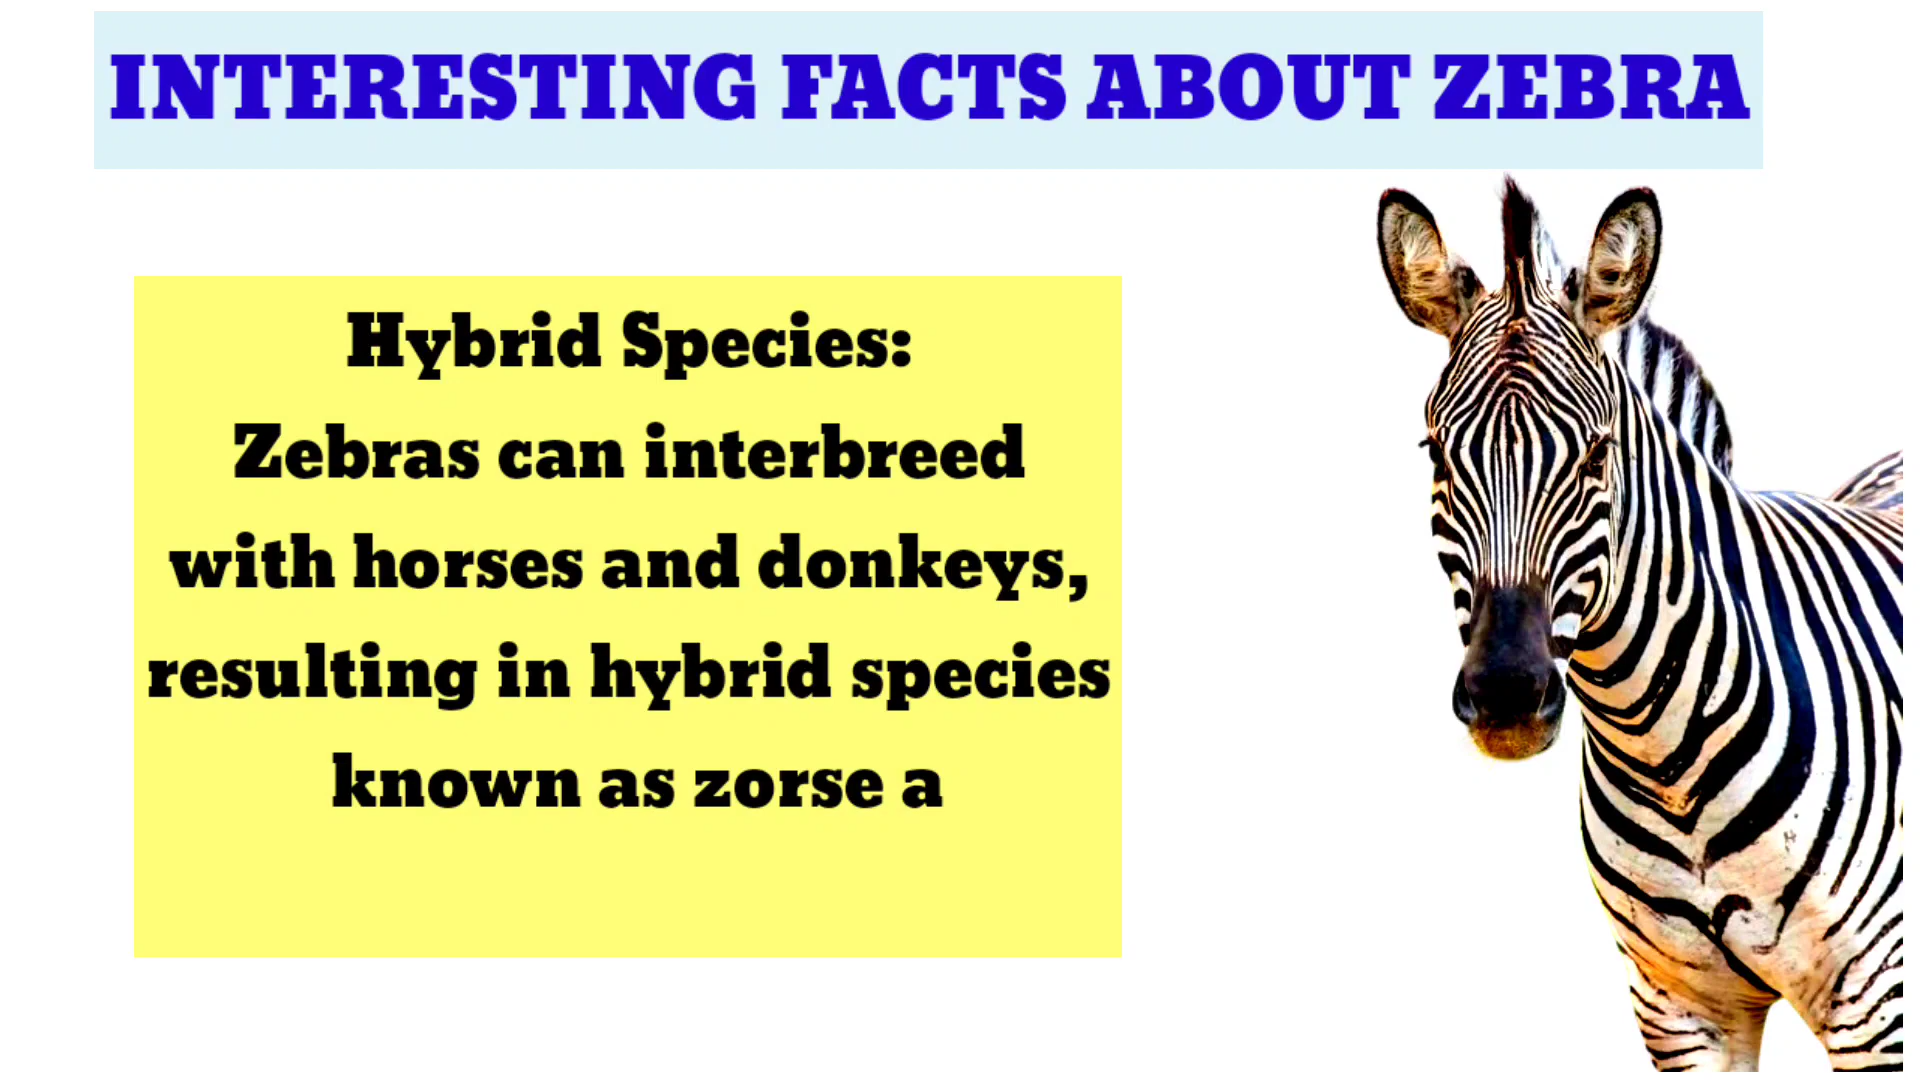 INTERESTING FACTS ABOUT ZEBRA
Hybrid Species:
Zebras can interbreed
with horses and donkeys,
resulting in hybrid species
known as zorse a